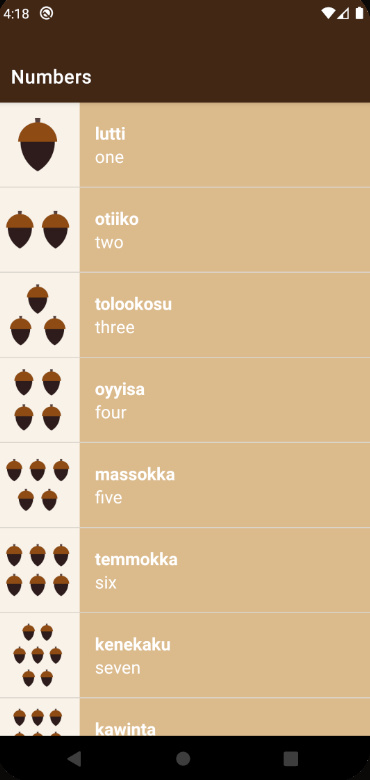 4:18
Numbers
lutti
one
otiiko
two
tolookosu
three
oyyisa
four
massokka
five
temmokka
six
kenekaku
seven
kawinta